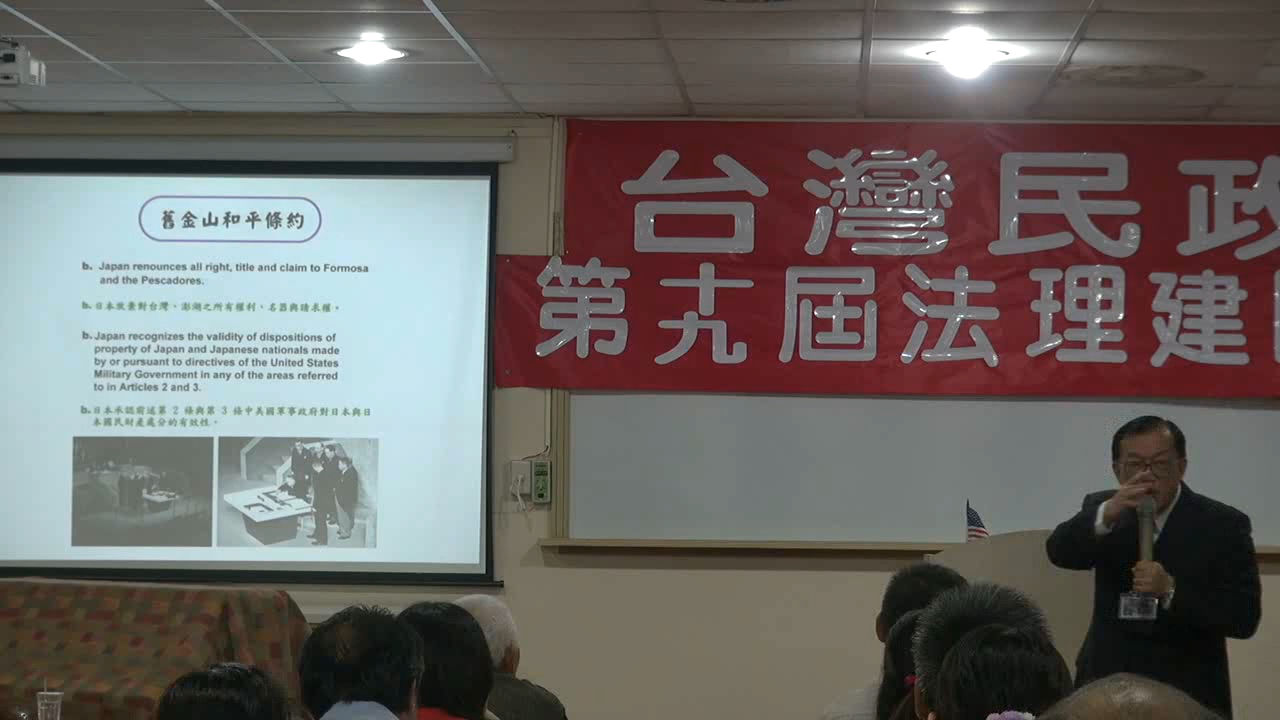 舊金山和平條約
b. Japan renounces all right, title and claim to Formosa
and the Pescadores.
b. 日本放棄對台灣、澎湖之所有權利、名器與請求權。
b. Japan recognizes the validity of dispositions of
property of Japan and Japanese nationals made
by or pursuant to directives of the United States
Military Government in any of the areas referred
to in Articles 2 and 3.
b. 日本承認前述第 2 條與第 3 條中美國軍事政府對日本與日
本國民財產處分的有效性。
台灣民政
第十九屆法理建